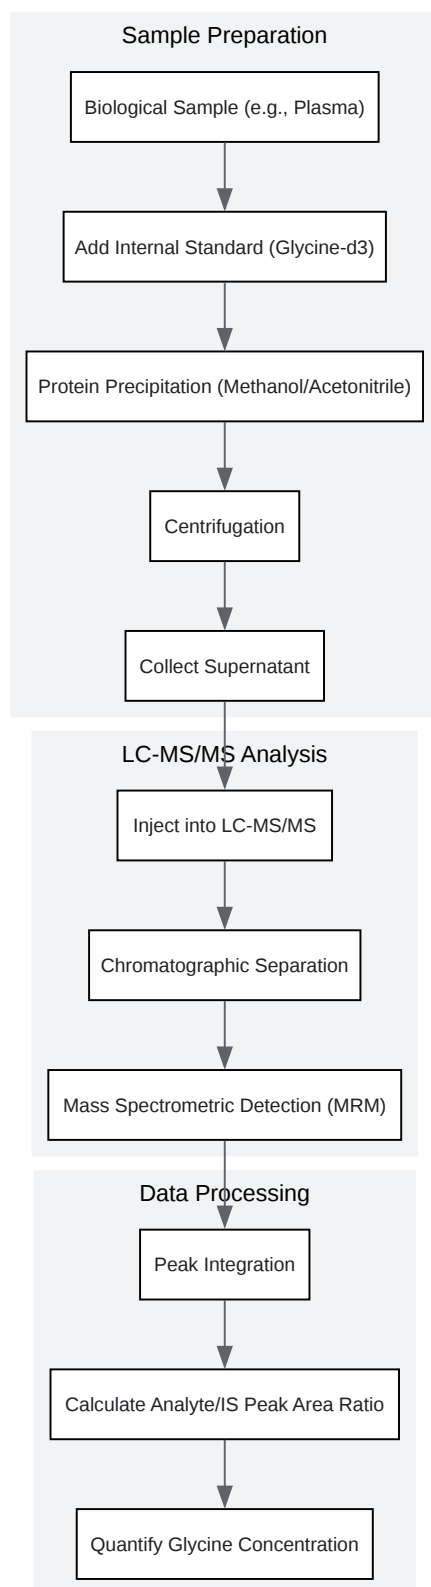 Sample Preparation
Biological Sample (e.g., Plasma)
Add Internal Standard (Glycine-d3)
Protein Precipitation (Methanol/Acetonitrile)
Centrifugation
Collect Supernatant
LC-MS/MS Analysis
Inject into LC-MS/MS
Chromatographic Separation
Mass Spectrometric Detection (MRM)
Data Processing
Peak Integration
Calculate Analyte/IS Peak Area Ratio
Quantify Glycine Concentration